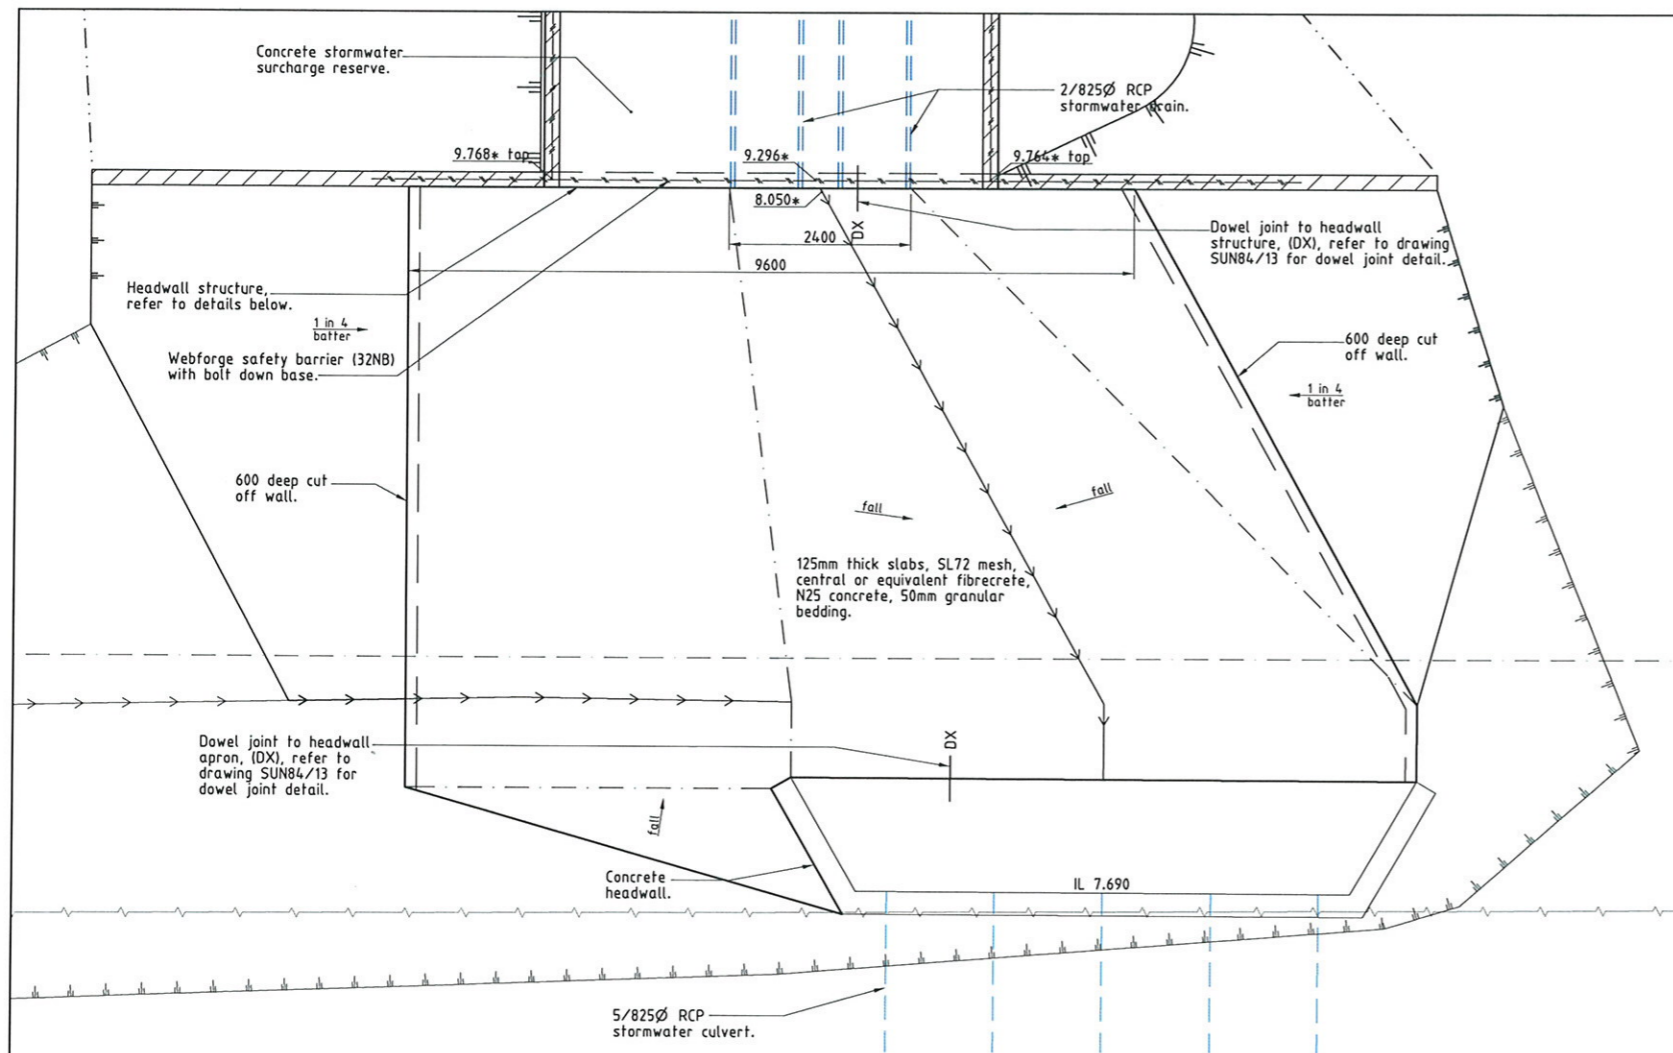 Concrete stormwater
surcharge reserve.
2/825Ø RCP
stormwater drain.
9.768* top
9.296*
9.764* top
8.050*
DX
2400
9600
Dowel joint to headwall
structure, (DX), refer to drawing
SUN84/13 for dowel joint detail.
Headwall structure,
refer to details below.
1 in 4
batter
Webforge safety barrier (32NB)
with bolt down base.
600 deep cut
off wall.
1 in 4
batter
600 deep cut
off wall.
fall
fall
125mm thick slabs, SL72 mesh,
central or equivalent fibrecrete,
N25 concrete, 50mm granular
bedding.
Dowel joint to headwall
apron, (DX), refer to
drawing SUN84/13 for
dowel joint detail.
DX
fall
Concrete
headwall.
IL 7.690
5/825Ø RCP
stormwater culvert.